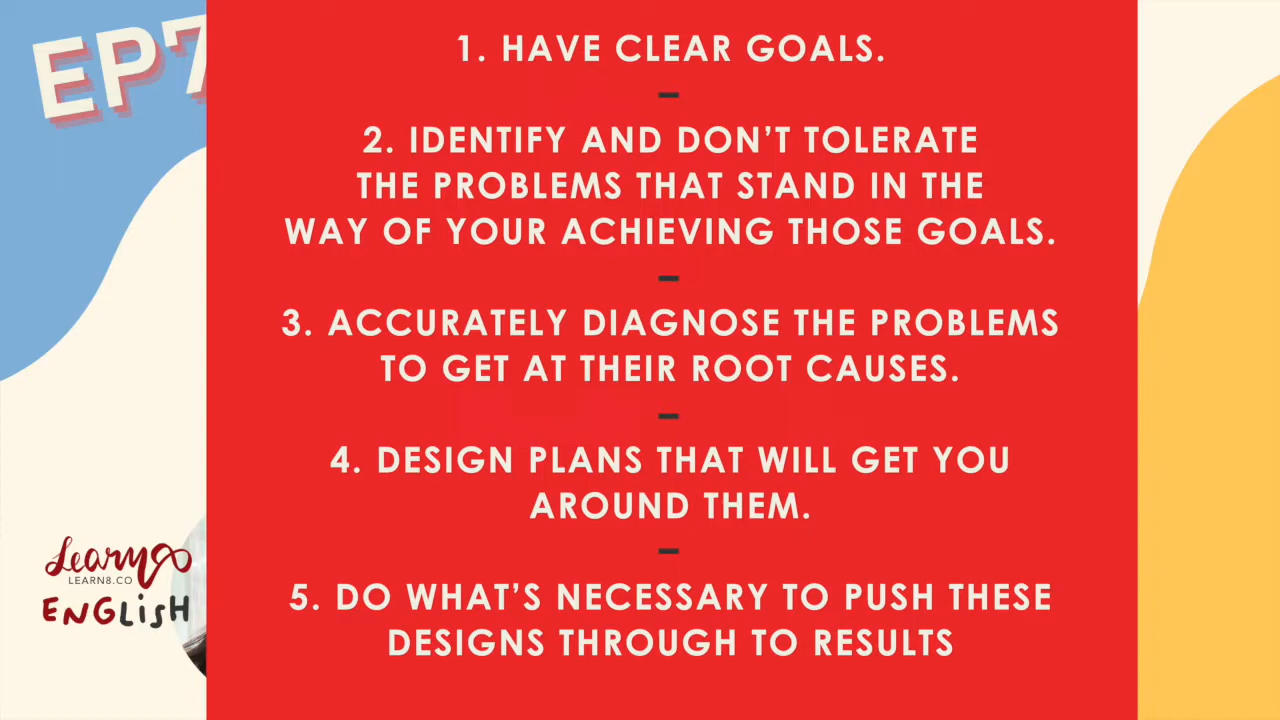 EP7
1. HAVE CLEAR GOALS.
–
2. IDENTIFY AND DON’T TOLERATE
THE PROBLEMS THAT STAND IN THE
WAY OF YOUR ACHIEVING THOSE GOALS.
–
3. ACCURATELY DIAGNOSE THE PROBLEMS
TO GET AT THEIR ROOT CAUSES.
–
4. DESIGN PLANS THAT WILL GET YOU
AROUND THEM.
–
5. DO WHAT’S NECESSARY TO PUSH THESE
DESIGNS THROUGH TO RESULTS
Learn8
LEARN8.CO
ENGLiSH